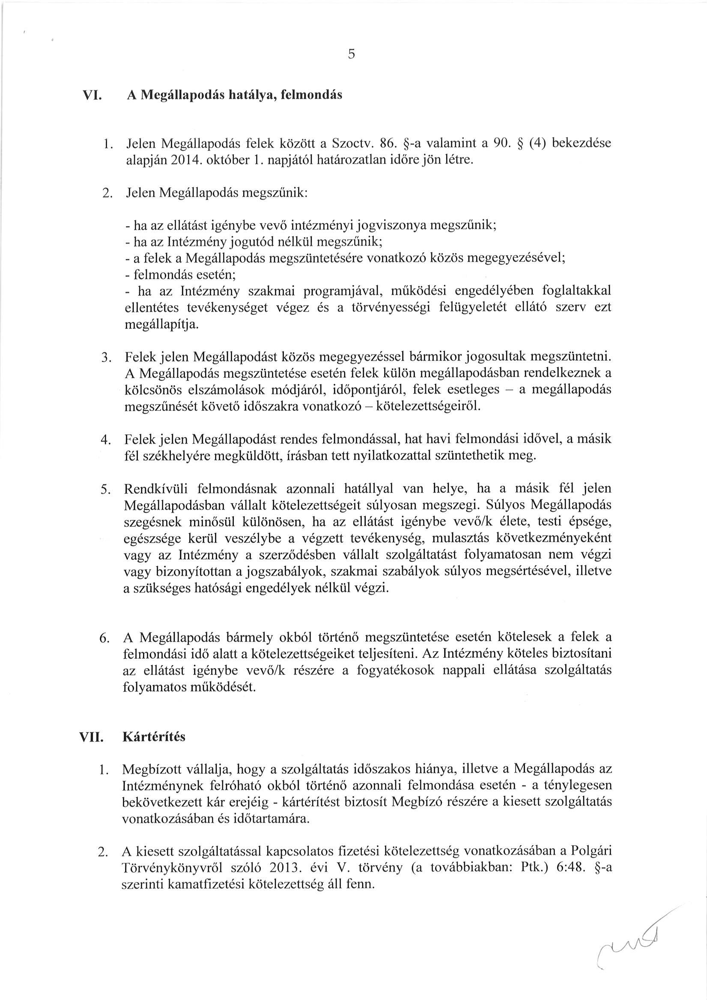 5
VI. A Megállapodás hatálya, felmondás
1. Jelen Megállapodás felek között a Szoctv. 86. §-a valamint a 90. § (4) bekezdése
alapján 2014. október 1. napjától határozatlan időre jön létre.
2. Jelen Megállapodás megszűnik:
- ha az ellátást igénybe vevő intézményi jogviszonya megszűnik;
- ha az Intézmény jogutód nélkül megszűnik;
- a felek a Megállapodás megszüntetésére vonatkozó közös megegyezésével;
- felmondás esetén;
- ha az Intézmény szakmai programjával, működési engedélyében foglaltakkal
ellentétes tevékenységet végez és a törvényességi felügyeletét ellátó szerv ezt
megállapítja.
3. Felek jelen Megállapodást közös megegyezéssel bármikor jogosultak megszüntetni.
A Megállapodás megszüntetése esetén felek külön megállapodásban rendelkeznek a
kölcsönös elszámolások módjáról, időpontjáról, felek esetleges – a megállapodás
megszűnését követő időszakra vonatkozó – kötelezettségeiről.
4. Felek jelen Megállapodást rendes felmondással, hat havi felmondási idővel, a másik
fél székhelyére megküldött, írásban tett nyilatkozattal szüntethetik meg.
5. Rendkívüli felmondásnak azonnali hatállyal van helye, ha a másik fél jelen
Megállapodásban vállalt kötelezettségeit súlyosan megszegi. Súlyos Megállapodás
szegésnek minősül különösen, ha az ellátást igénybe vevő/k élete, testi épsége,
egészsége kerül veszélybe a végzett tevékenység, mulasztás következményeként
vagy az Intézmény a szerződésben vállalt szolgáltatást folyamatosan nem végzi
vagy bizonyítottan a jogszabályok, szakmai szabályok súlyos megsértésével, illetve
a szükséges hatósági engedélyek nélkül végzi.
6. A Megállapodás bármely okból történő megszüntetése esetén kötelesek a felek a
felmondási idő alatt a kötelezettségeiket teljesíteni. Az Intézmény köteles biztosítani
az ellátást igénybe vevő/k részére a fogyatékosok nappali ellátása szolgáltatás
folyamatos működését.
VII. Kártérítés
1. Megbízott vállalja, hogy a szolgáltatás időszakos hiánya, illetve a Megállapodás az
Intézménynek felróható okból történő azonnali felmondása esetén - a ténylegesen
bekövetkezett kár erejéig - kártérítést biztosít Megbízó részére a kiesett szolgáltatás
vonatkozásában és időtartamára.
2. A kiesett szolgáltatással kapcsolatos fizetési kötelezettség vonatkozásában a Polgári
Törvénykönyvről szóló 2013. évi V. törvény (a továbbiakban: Ptk.) 6:48. §-a
szerinti kamatfizetési kötelezettség áll fenn.